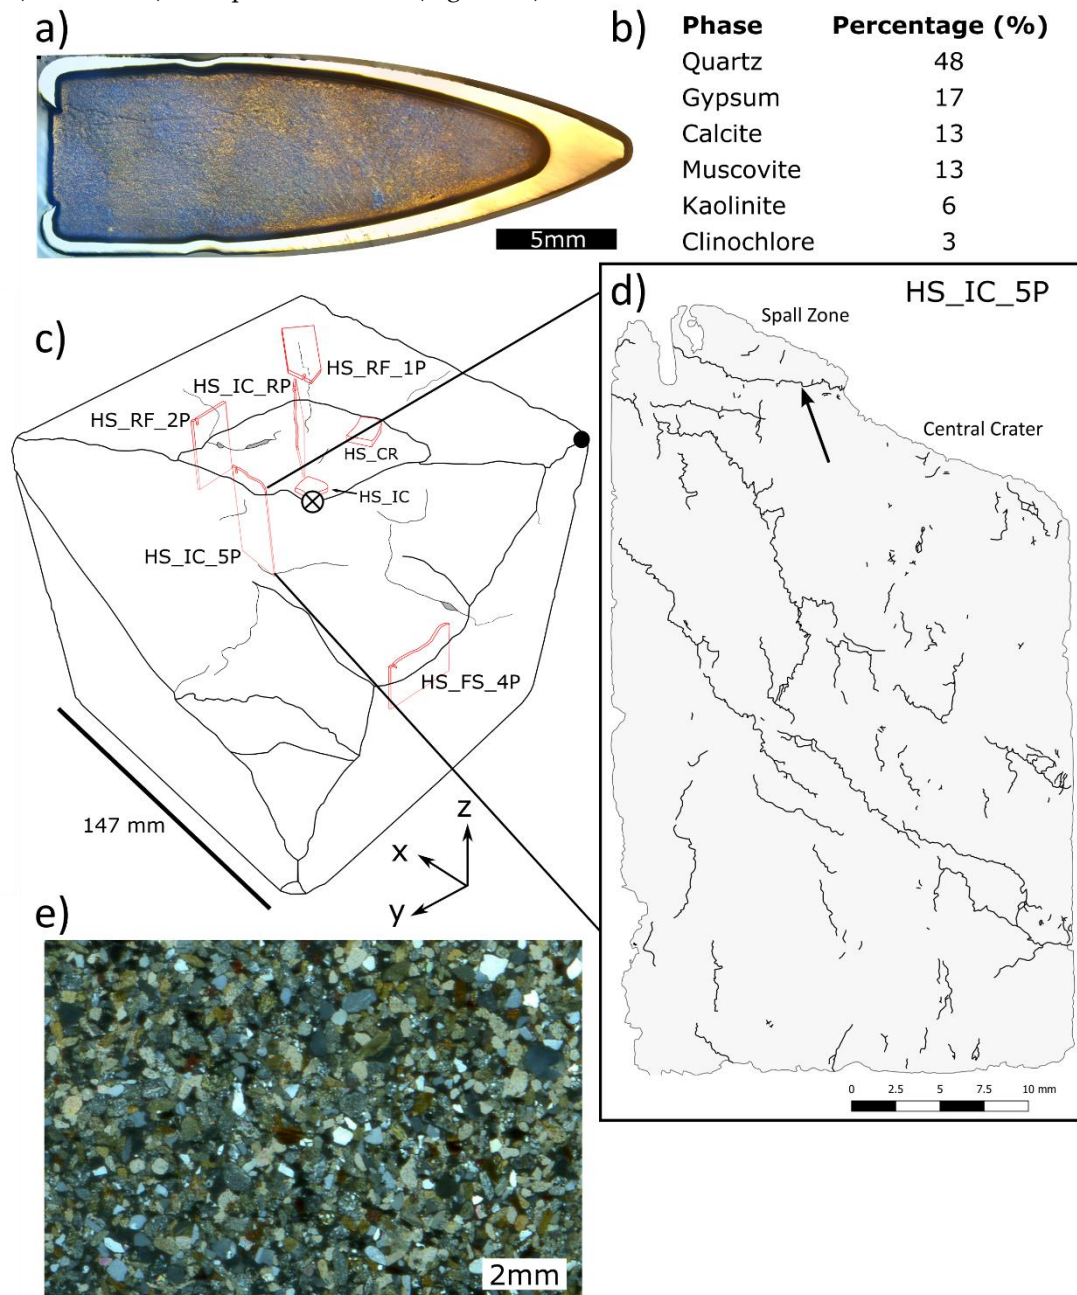 a)
5mm
b) Phase Percentage (%)
Quartz 48
Gypsum 17
Calcite 13
Muscovite 13
Kaolinite 6
Clinochlore 3
c)
HS_RF_1P
HS_IC_RP
HS_RF_2P
HS_CR
HS_IC
HS_IC_5P
HS_FS_4P
147 mm
z
x
y
d) HS_IC_5P
Spall Zone
Central Crater
0 2.5 5 7.5 10 mm
e)
2mm